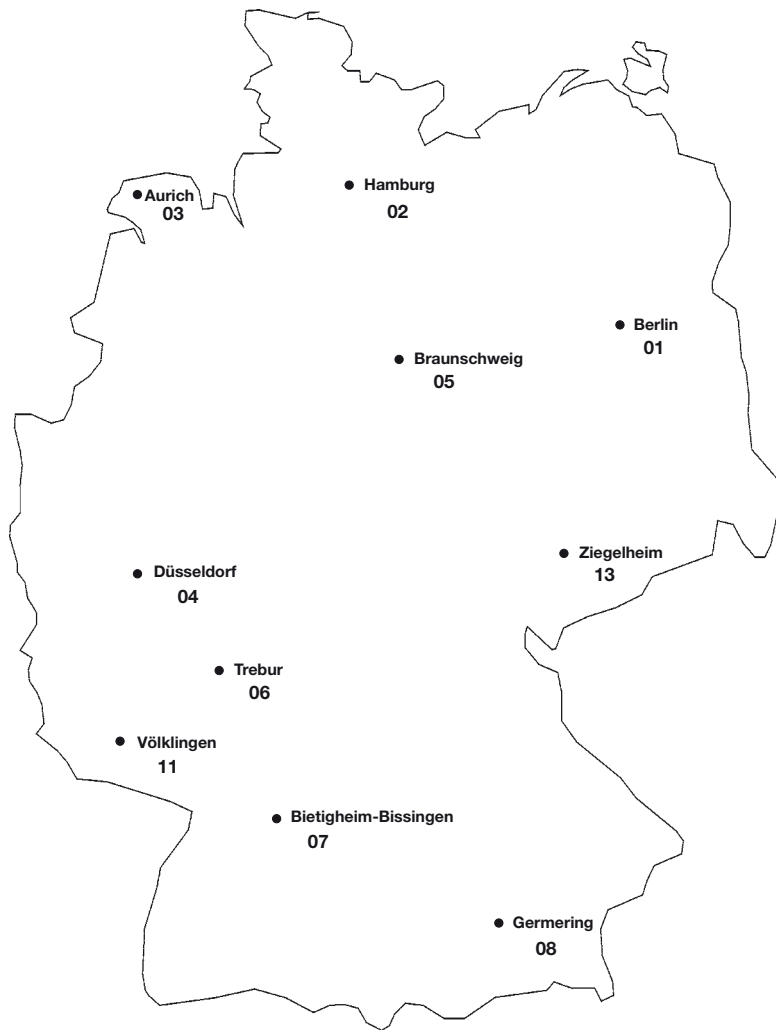 Hamburg
02
Aurich
03
Berlin
01
Braunschweig
05
Ziegelheim
13
Düsseldorf
04
Trebur
06
Völklingen
11
Bietigheim-Bissingen
07
Germering
08